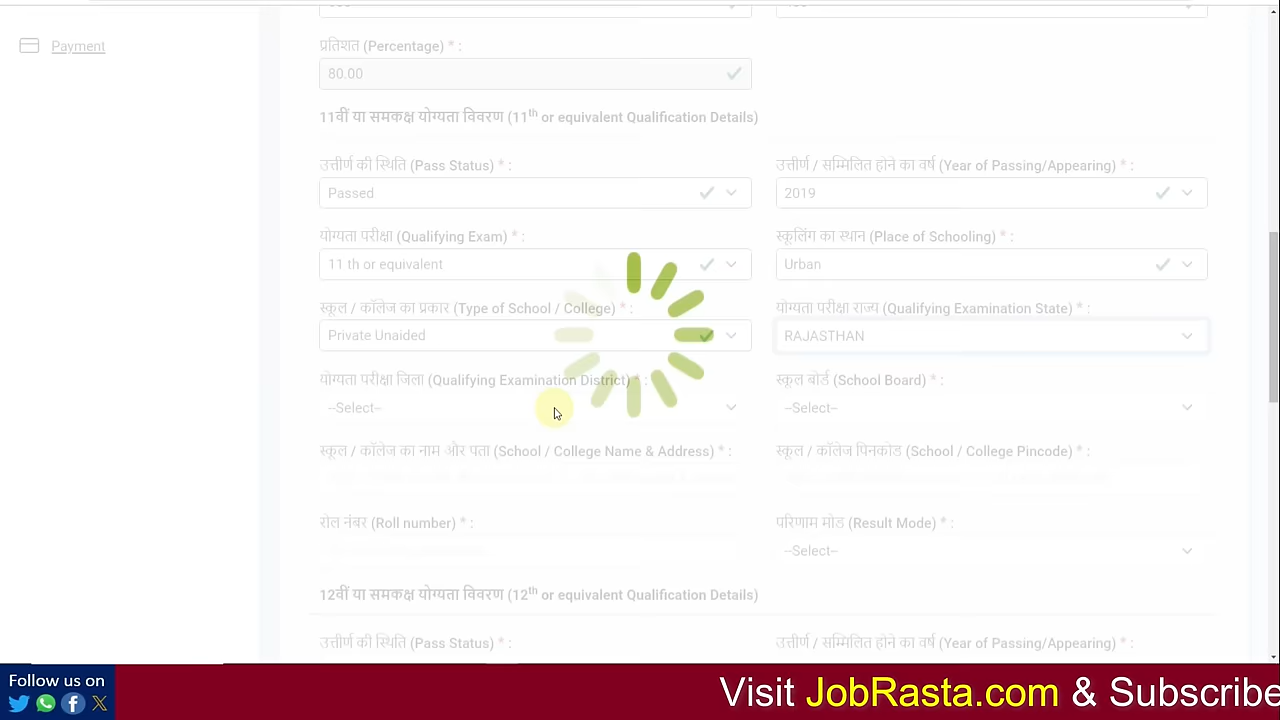 Payment
प्रतिशत (Percentage) * :
80.00
11वीं या समकक्ष योग्यता विवरण (11th or equivalent Qualification Details)
उत्तीर्ण की स्थिति (Pass Status) * :
उत्तीर्ण / सम्मिलित होने का वर्ष (Year of Passing/Appearing) * :
Passed
2019
योग्यता परीक्षा (Qualifying Exam) * :
स्कूलिंग का स्थान (Place of Schooling) * :
11 th or equivalent
Urban
स्कूल / कॉलेज का प्रकार (Type of School / College) * :
योग्यता परीक्षा राज्य (Qualifying Examination State) * :
Private Unaided
RAJASTHAN
योग्यता परीक्षा जिला (Qualifying Examination District) * :
स्कूल बोर्ड (School Board) * :
--Select--
--Select--
स्कूल / कॉलेज का नाम और पता (School / College Name & Address) * :
स्कूल / कॉलेज पिनकोड (School / College Pincode) * :
रोल नंबर (Roll number) * :
परिणाम मोड (Result Mode) * :
--Select--
12वीं या समकक्ष योग्यता विवरण (12th or equivalent Qualification Details)
उत्तीर्ण की स्थिति (Pass Status) * :
उत्तीर्ण / सम्मिलित होने का वर्ष (Year of Passing/Appearing) * :
Follow us on
Visit JobRasta.com & Subscribe